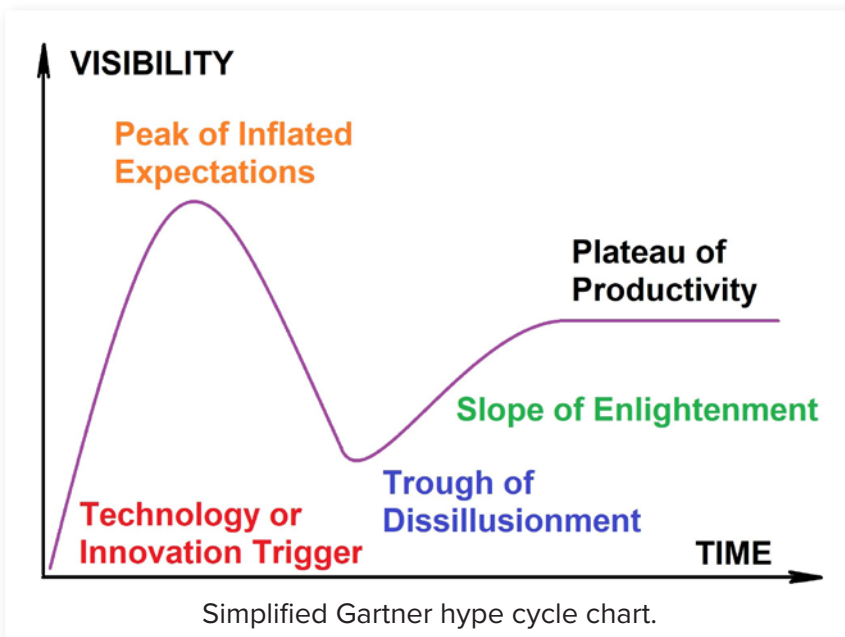 VISIBILITY
Peak of Inflated
Expectations
Plateau of
Productivity
Slope of Enlightenment
Trough of
Dissillusionment
Technology or
Innovation Trigger
TIME
Simplified Gartner hype cycle chart.